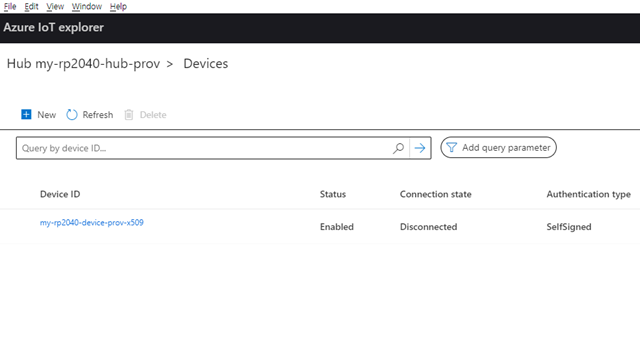 File Edit View Window Help
Azure IoT explorer
Hub my-rp2040-hub-prov > Devices
New Refresh Delete
Query by device ID... Add query parameter
Device ID Status Connection state Authentication type
my-rp2040-device-prov-x509 Enabled Disconnected SelfSigned